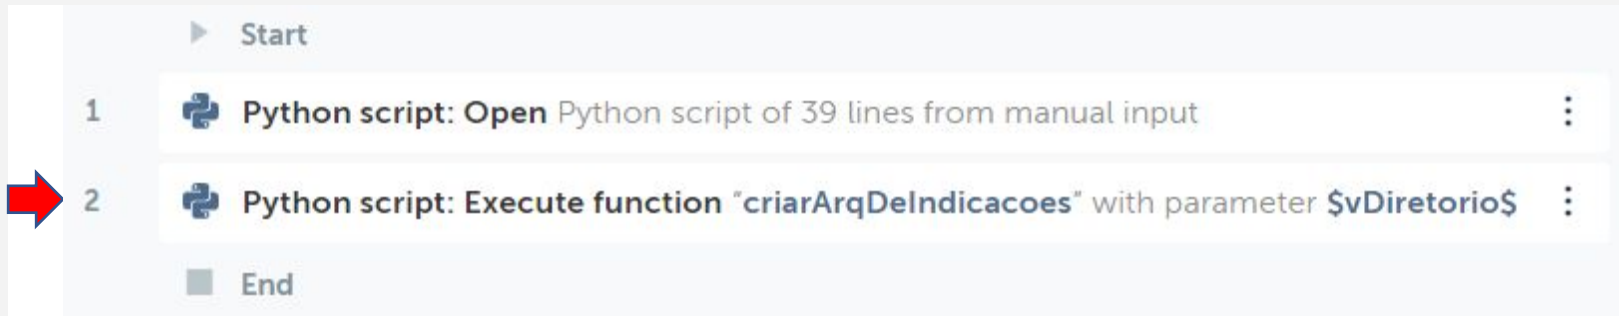 Start
1 Python script: Open Python script of 39 lines from manual input
2 Python script: Execute function "criarArqDeIndicacoes" with parameter $vDiretorio$
End